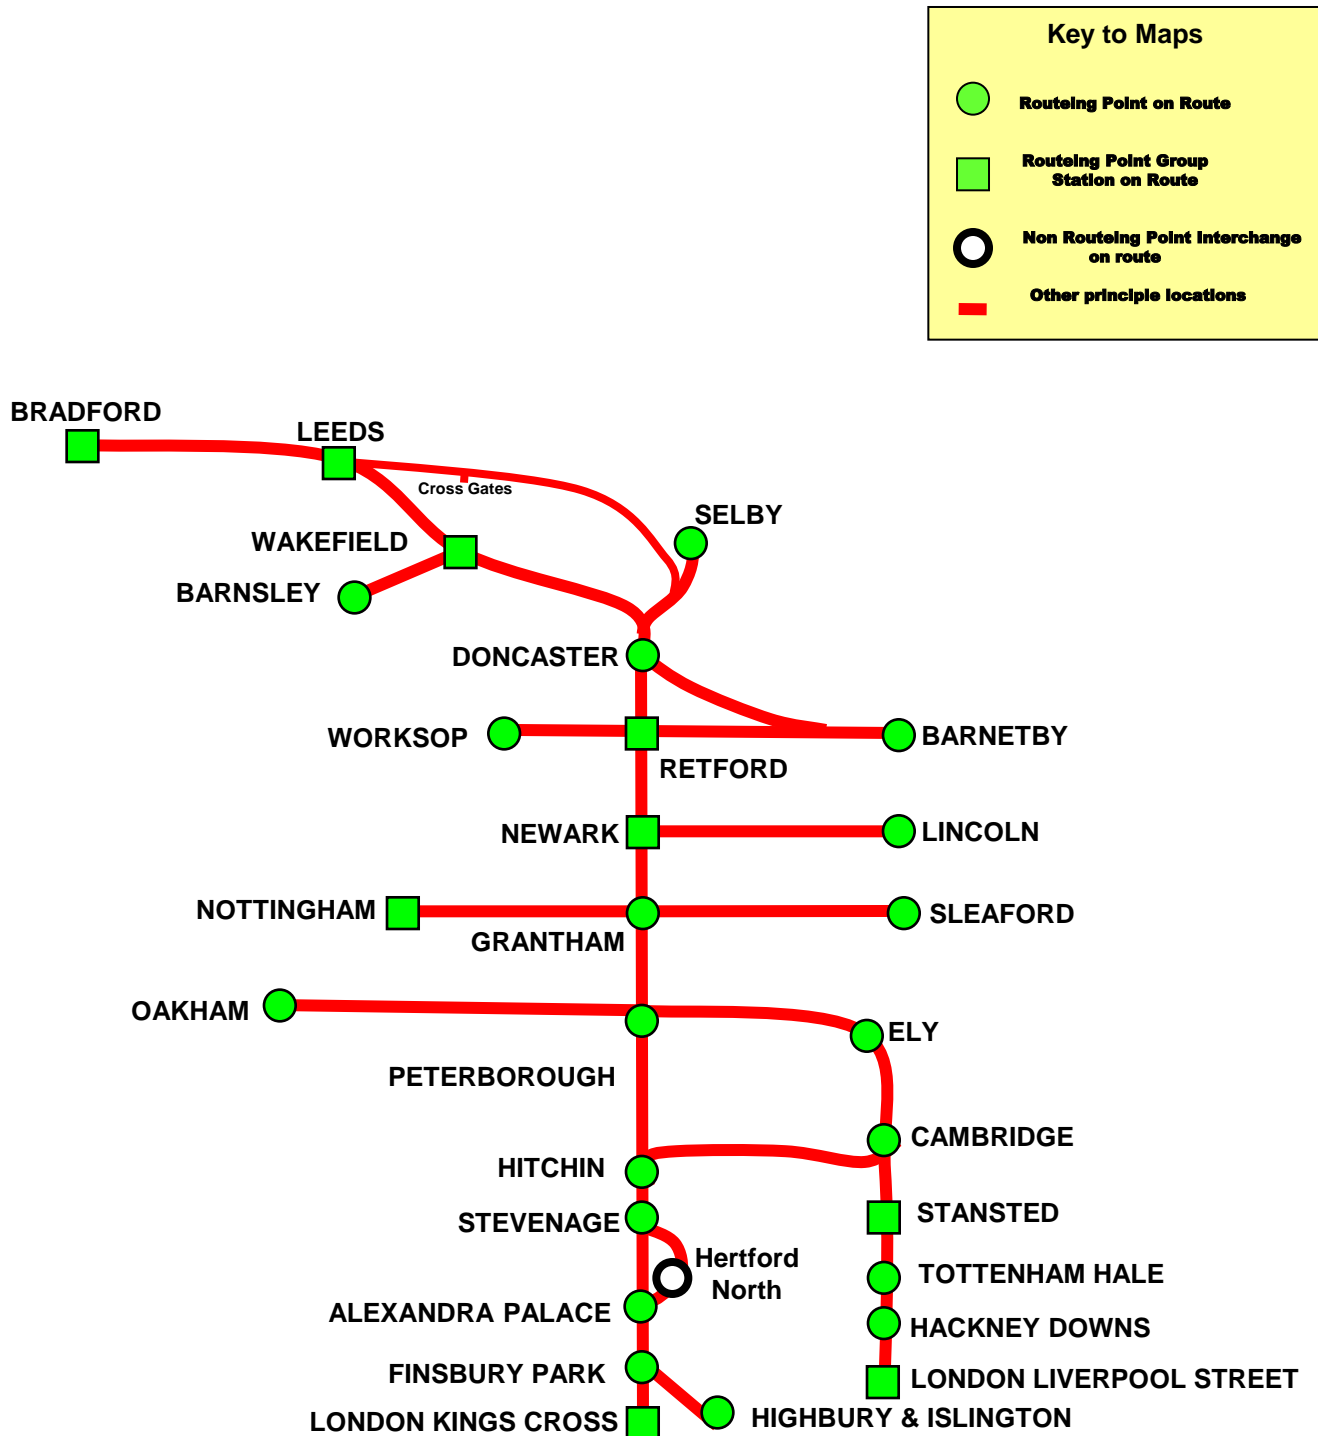 Key to Maps
Routeing Point on Route
Routeing Point Group
Station on Route
Non Routeing Point Interchange
on route
Other principle locations
BRADFORD
LEEDS
Cross Gates
SELBY
WAKEFIELD
BARNSLEY
DONCASTER
WORKSOP
BARNETBY
RETFORD
NEWARK
LINCOLN
NOTTINGHAM
SLEAFORD
GRANTHAM
OAKHAM
ELY
PETERBOROUGH
CAMBRIDGE
HITCHIN
STANSTED
STEVENAGE
Hertford
North
TOTTENHAM HALE
ALEXANDRA PALACE
HACKNEY DOWNS
FINSBURY PARK
LONDON LIVERPOOL STREET
LONDON KINGS CROSS
HIGHBURY & ISLINGTON